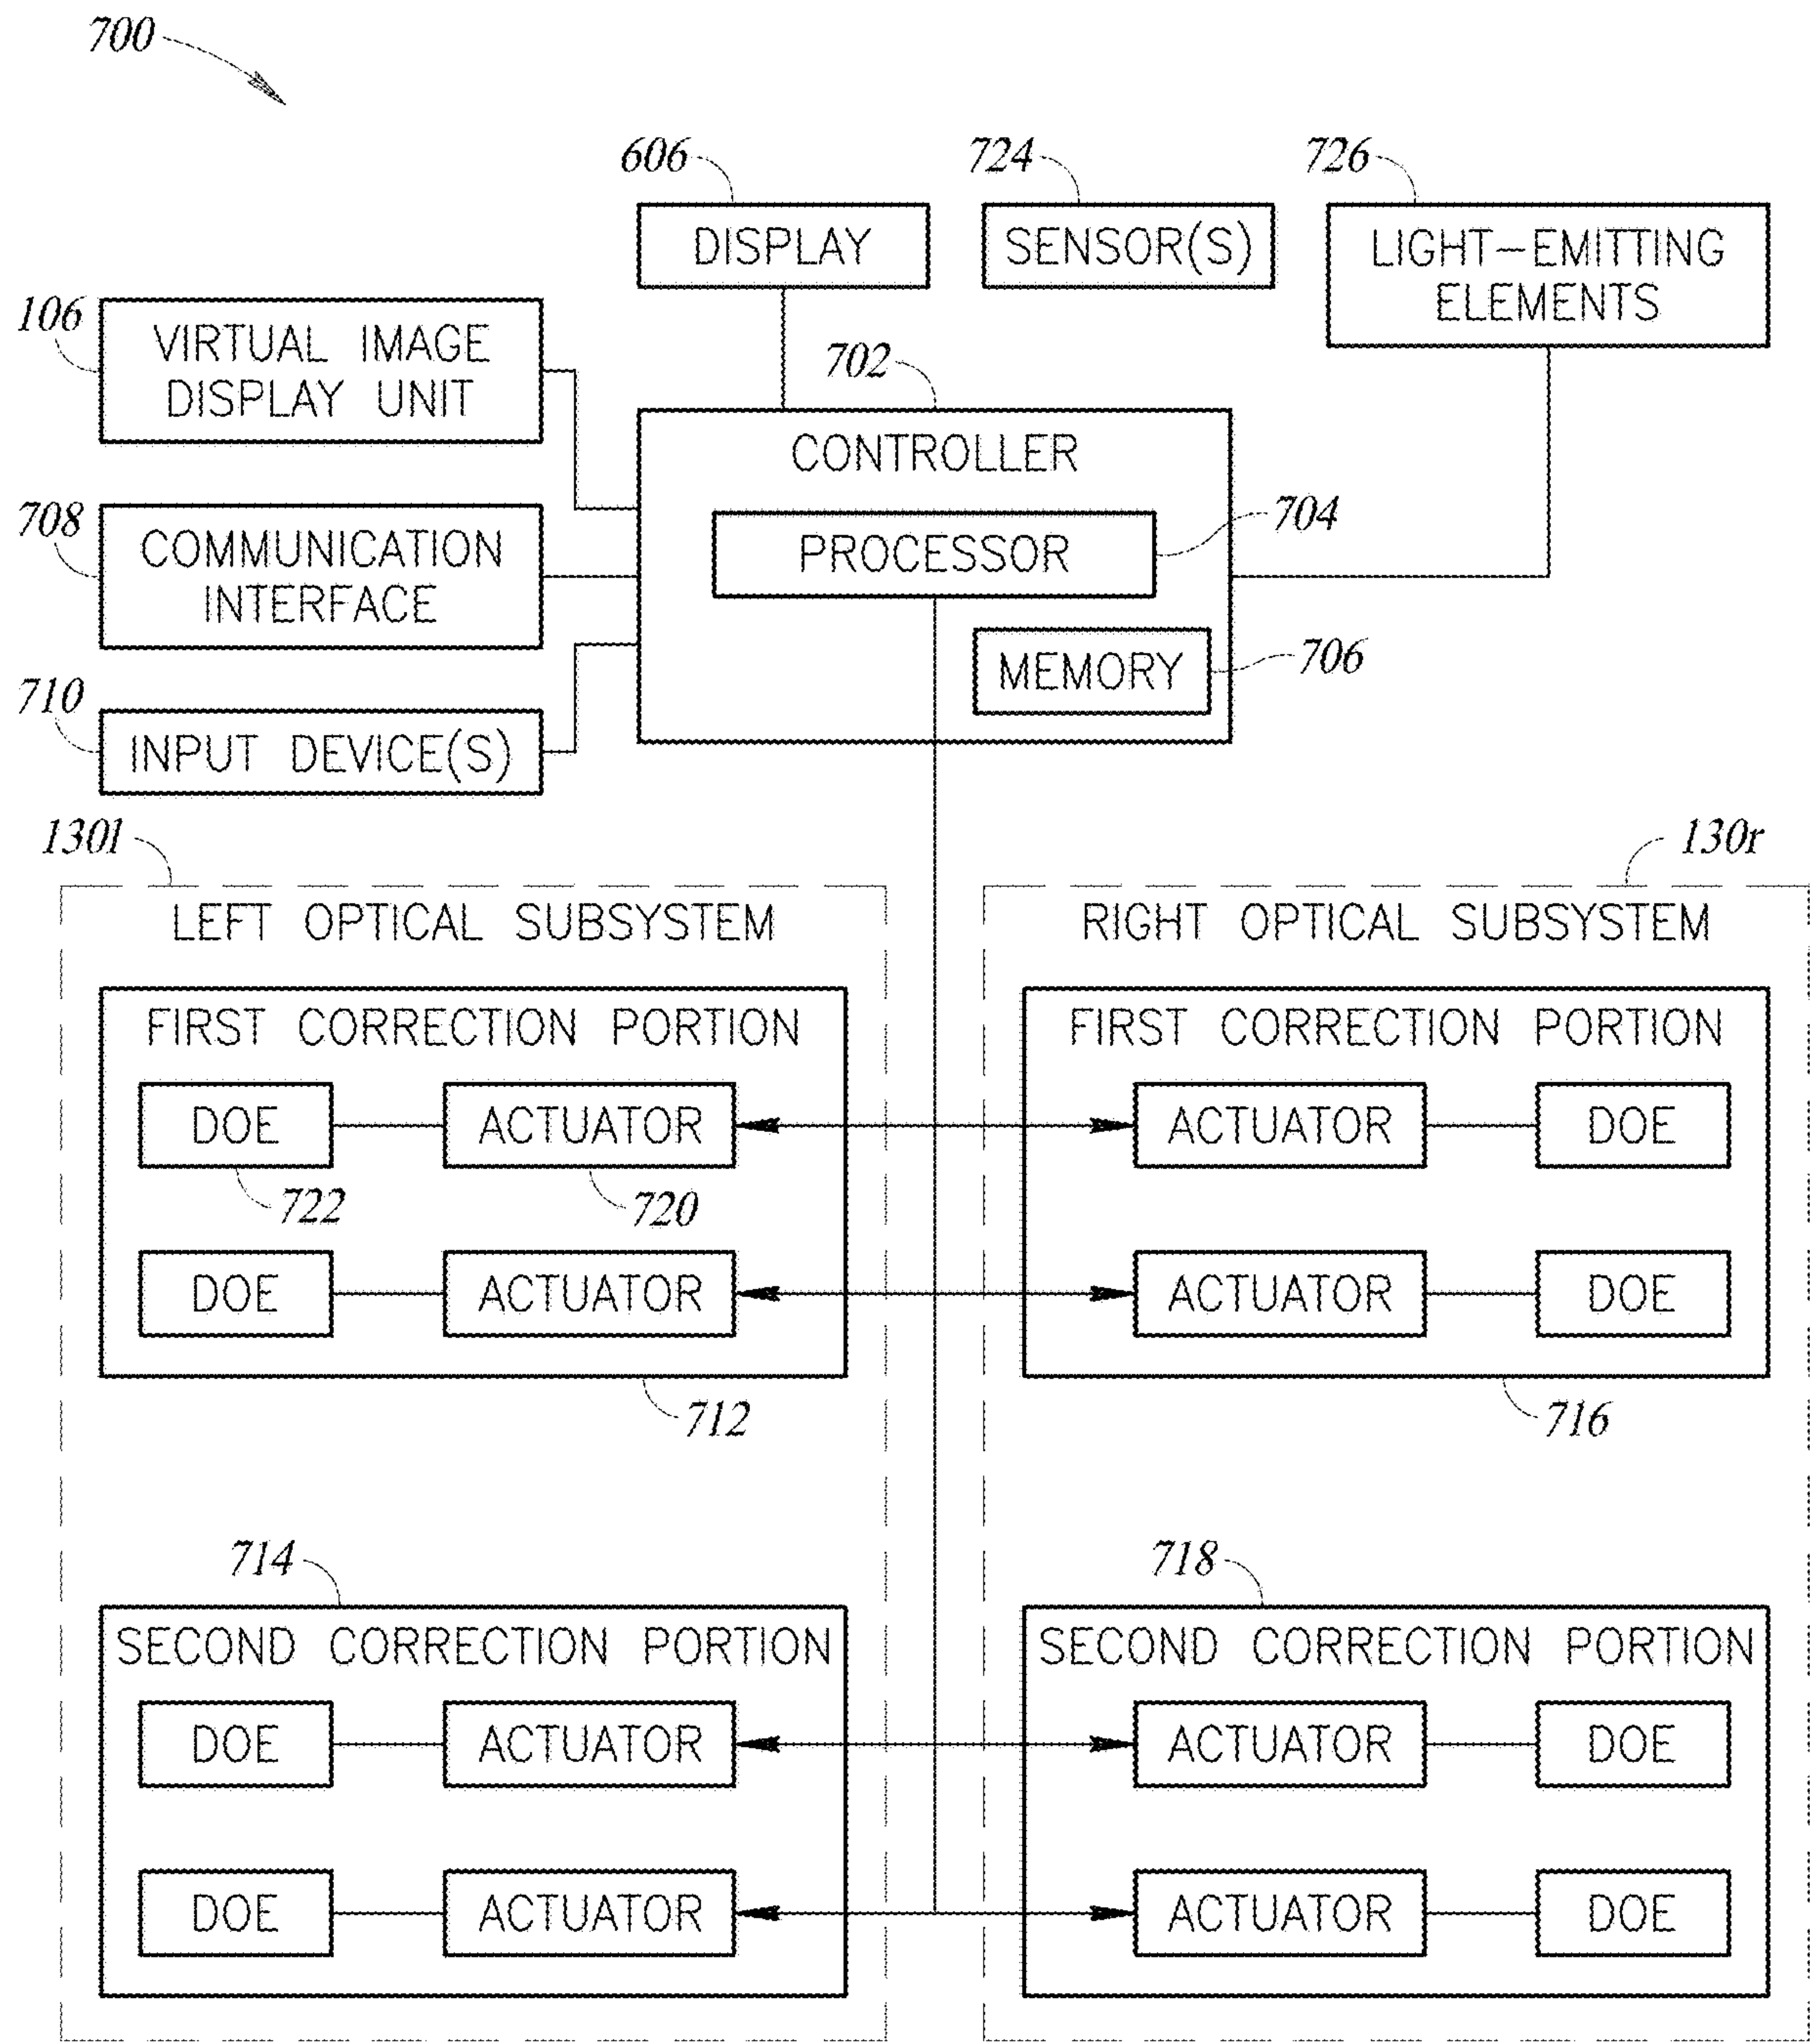 700
606
724
726
DISPLAY
SENSOR(S)
LIGHT-EMITTING
ELEMENTS
106
VIRTUAL IMAGE
DISPLAY UNIT
702
CONTROLLER
708
COMMUNICATION
INTERFACE
PROCESSOR
704
MEMORY
706
710
INPUT DEVICE(S)
130l
130r
LEFT OPTICAL SUBSYSTEM
RIGHT OPTICAL SUBSYSTEM
FIRST CORRECTION PORTION
FIRST CORRECTION PORTION
DOE
ACTUATOR
ACTUATOR
DOE
722
720
DOE
ACTUATOR
ACTUATOR
DOE
712
716
714
718
SECOND CORRECTION PORTION
SECOND CORRECTION PORTION
DOE
ACTUATOR
ACTUATOR
DOE
DOE
ACTUATOR
ACTUATOR
DOE